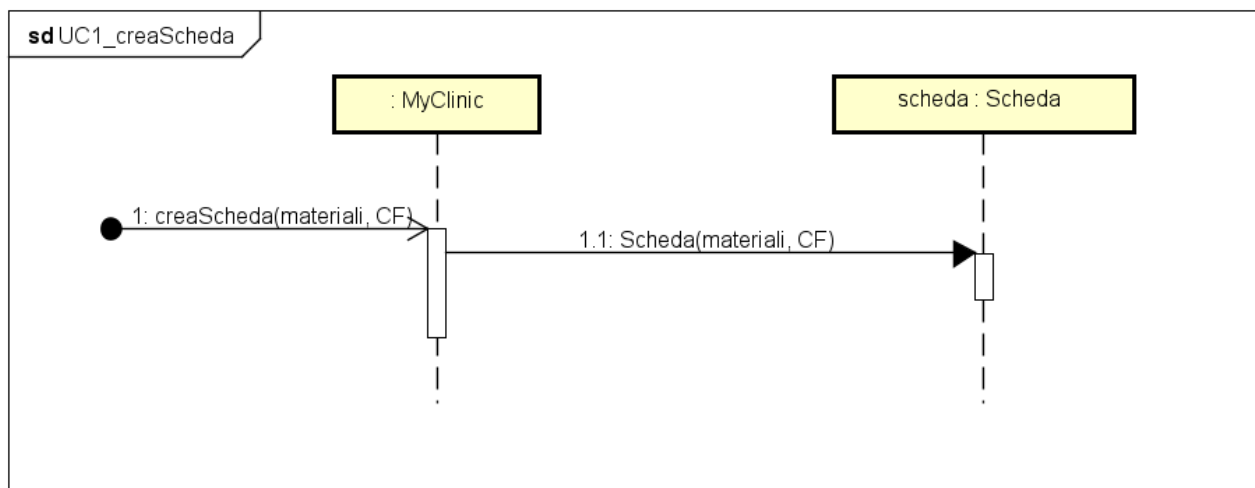 sd UC1_creaScheda
: MyClinic
scheda : Scheda
1: creaScheda(materiali, CF)
1.1: Scheda(materiali, CF)